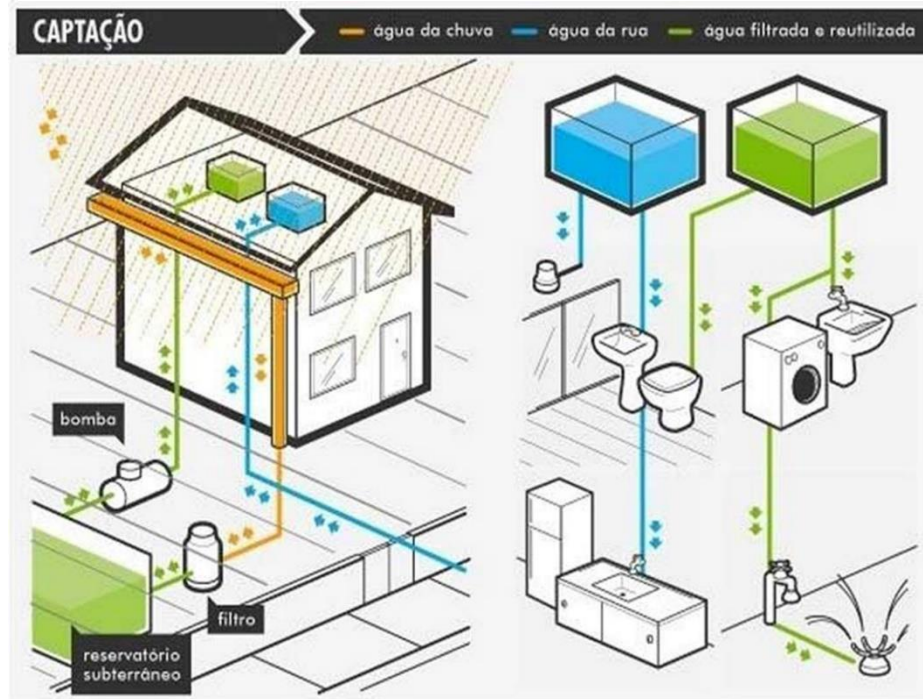 CAPTAÇÃO
água da chuva
água da rua
água filtrada e reutilizada
bomba
filtro
reservatório
subterrâneo